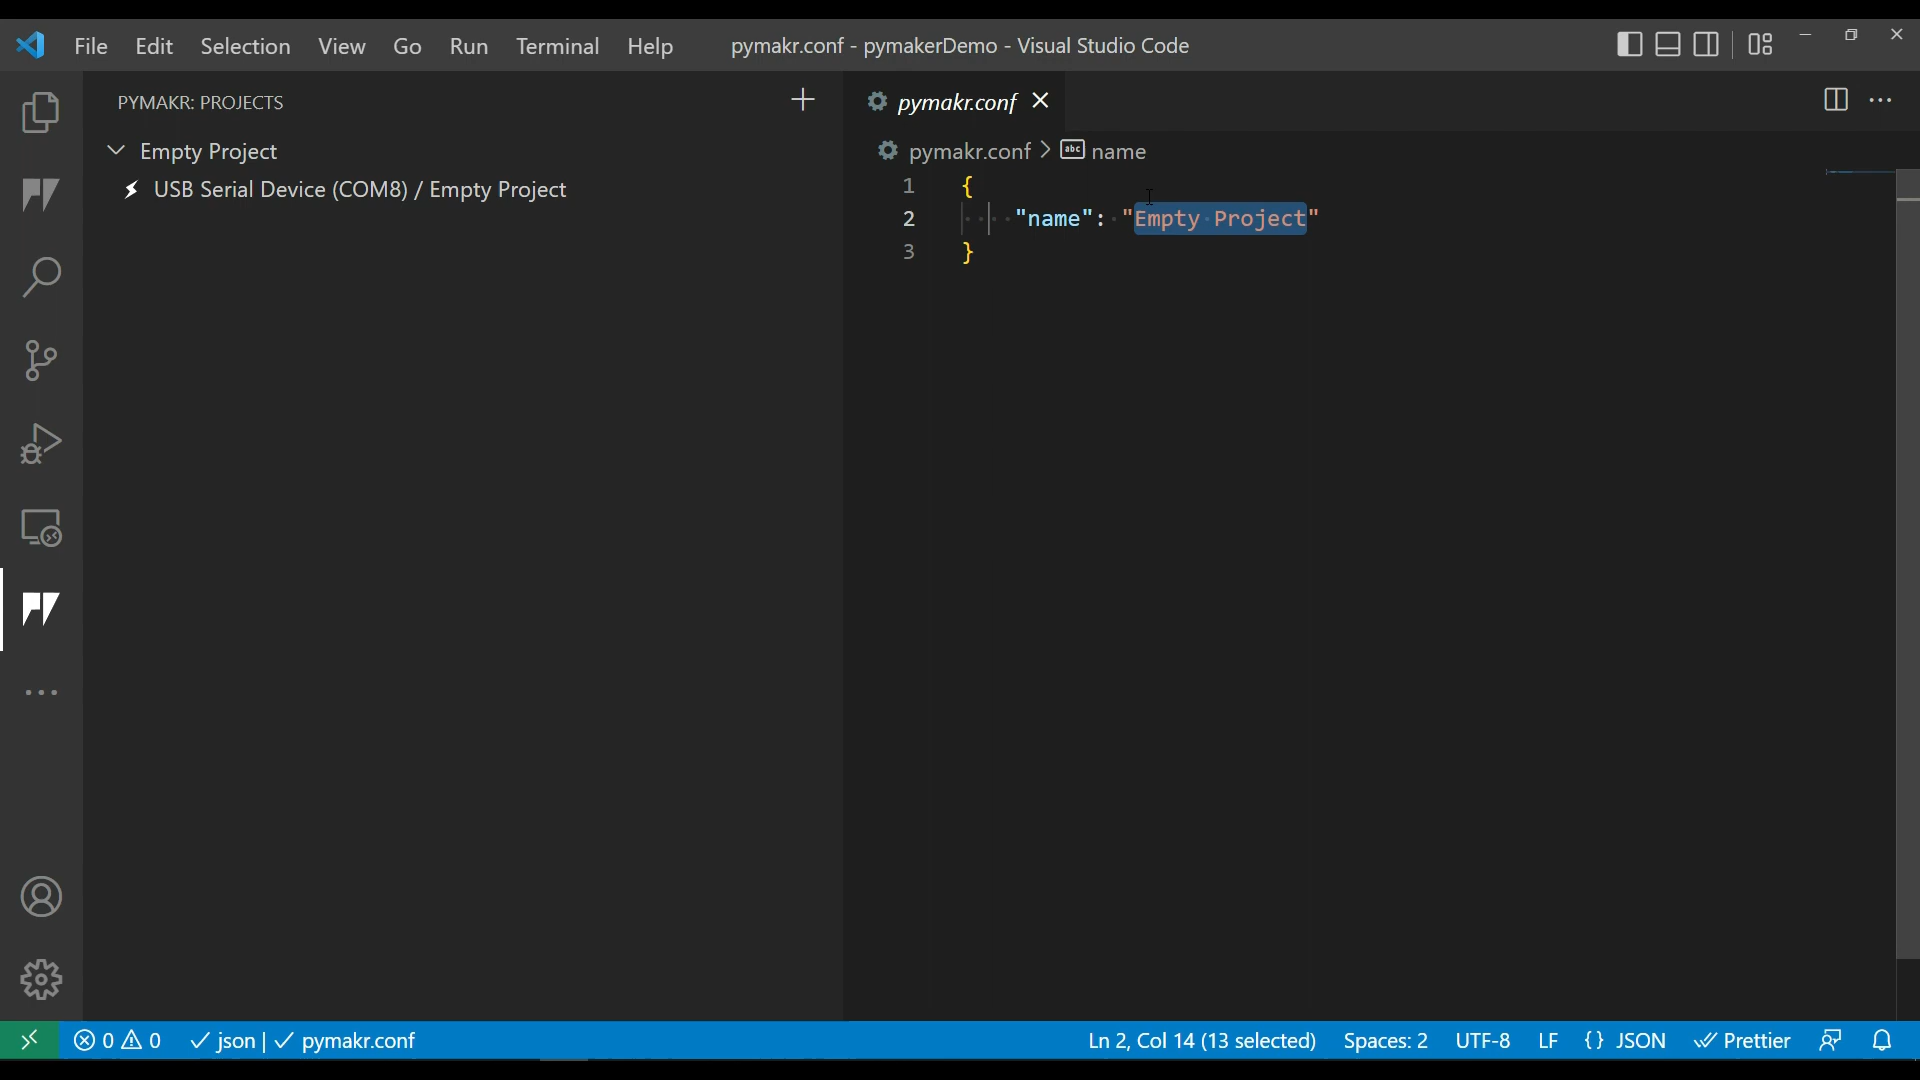 File Edit Selection View Go Run Terminal Help pymakr.conf - pymakerDemo - Visual Studio Code
PYMAKR: PROJECTS
Empty Project
USB Serial Device (COM8) / Empty Project
pymakr.conf
pymakr.conf > abc name
1 {
2 "name": "Empty Project"
3 }
0 0 json | pymakr.conf Ln 2, Col 14 (13 selected) Spaces: 2 UTF-8 LF {} JSON Prettier